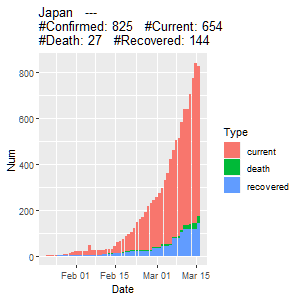 Japan   ---
#Confirmed: 825   #Current: 654
#Death: 27   #Recovered: 144
800
600
400
200
0
Num
Feb 01   Feb 15   Mar 01   Mar 15
Date
Type
current
death
recovered